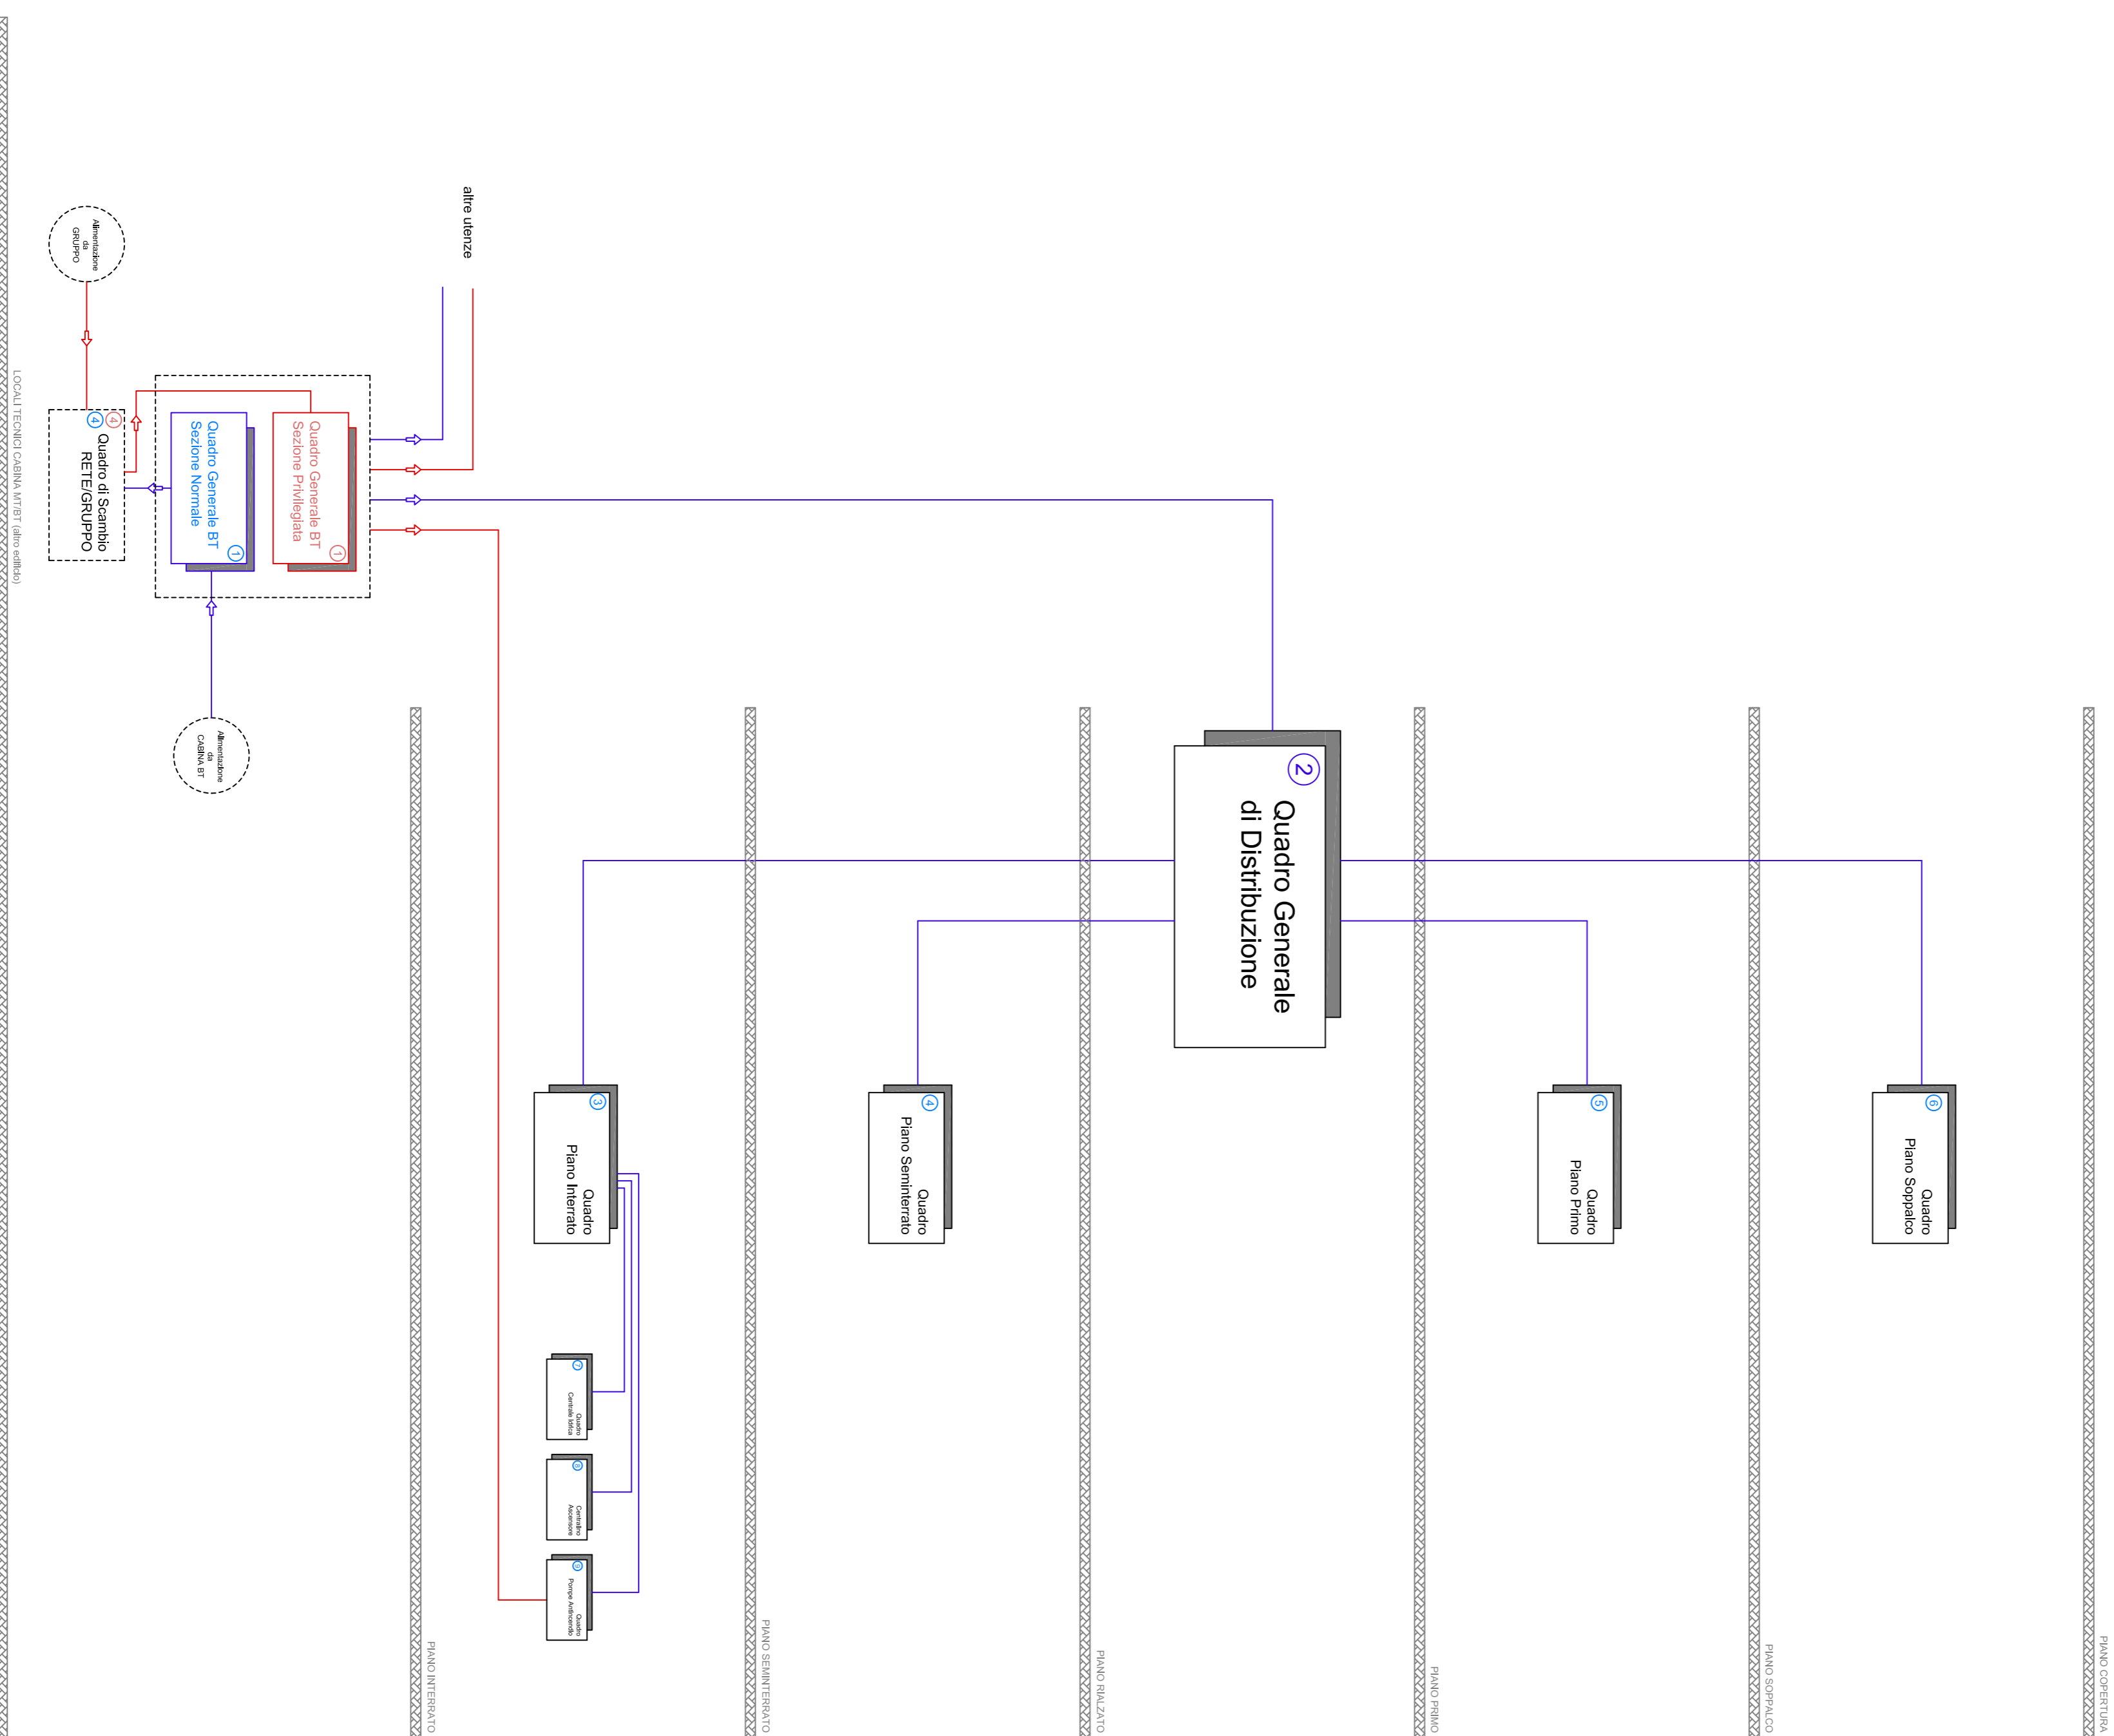 PIANO COPERTURA
6
Quadro
Piano Soppalco
PIANO SOPPALCO
5
Quadro
Piano Primo
PIANO PRIMO
2
Quadro Generale
di Distribuzione
PIANO RIALZATO
4
Quadro
Piano Seminterrato
PIANO SEMINTERRATO
3
Quadro
Piano Interrato
7
Quadro
Centrale Idrica
8
Centralino
Ascensore
9
Quadro
Pompe Antincendio
PIANO INTERRATO
altre utenze
Quadro Generale BT
Sezione Privilegiata
1
Quadro Generale BT
Sezione Normale
1
Alimentazione
da
CABINA BT
Alimentazione
da
GRUPPO
4
4
Quadro di Scambio
RETE/GRUPPO
LOCALI TECNICI CABINA MT/BT (altro edificio)